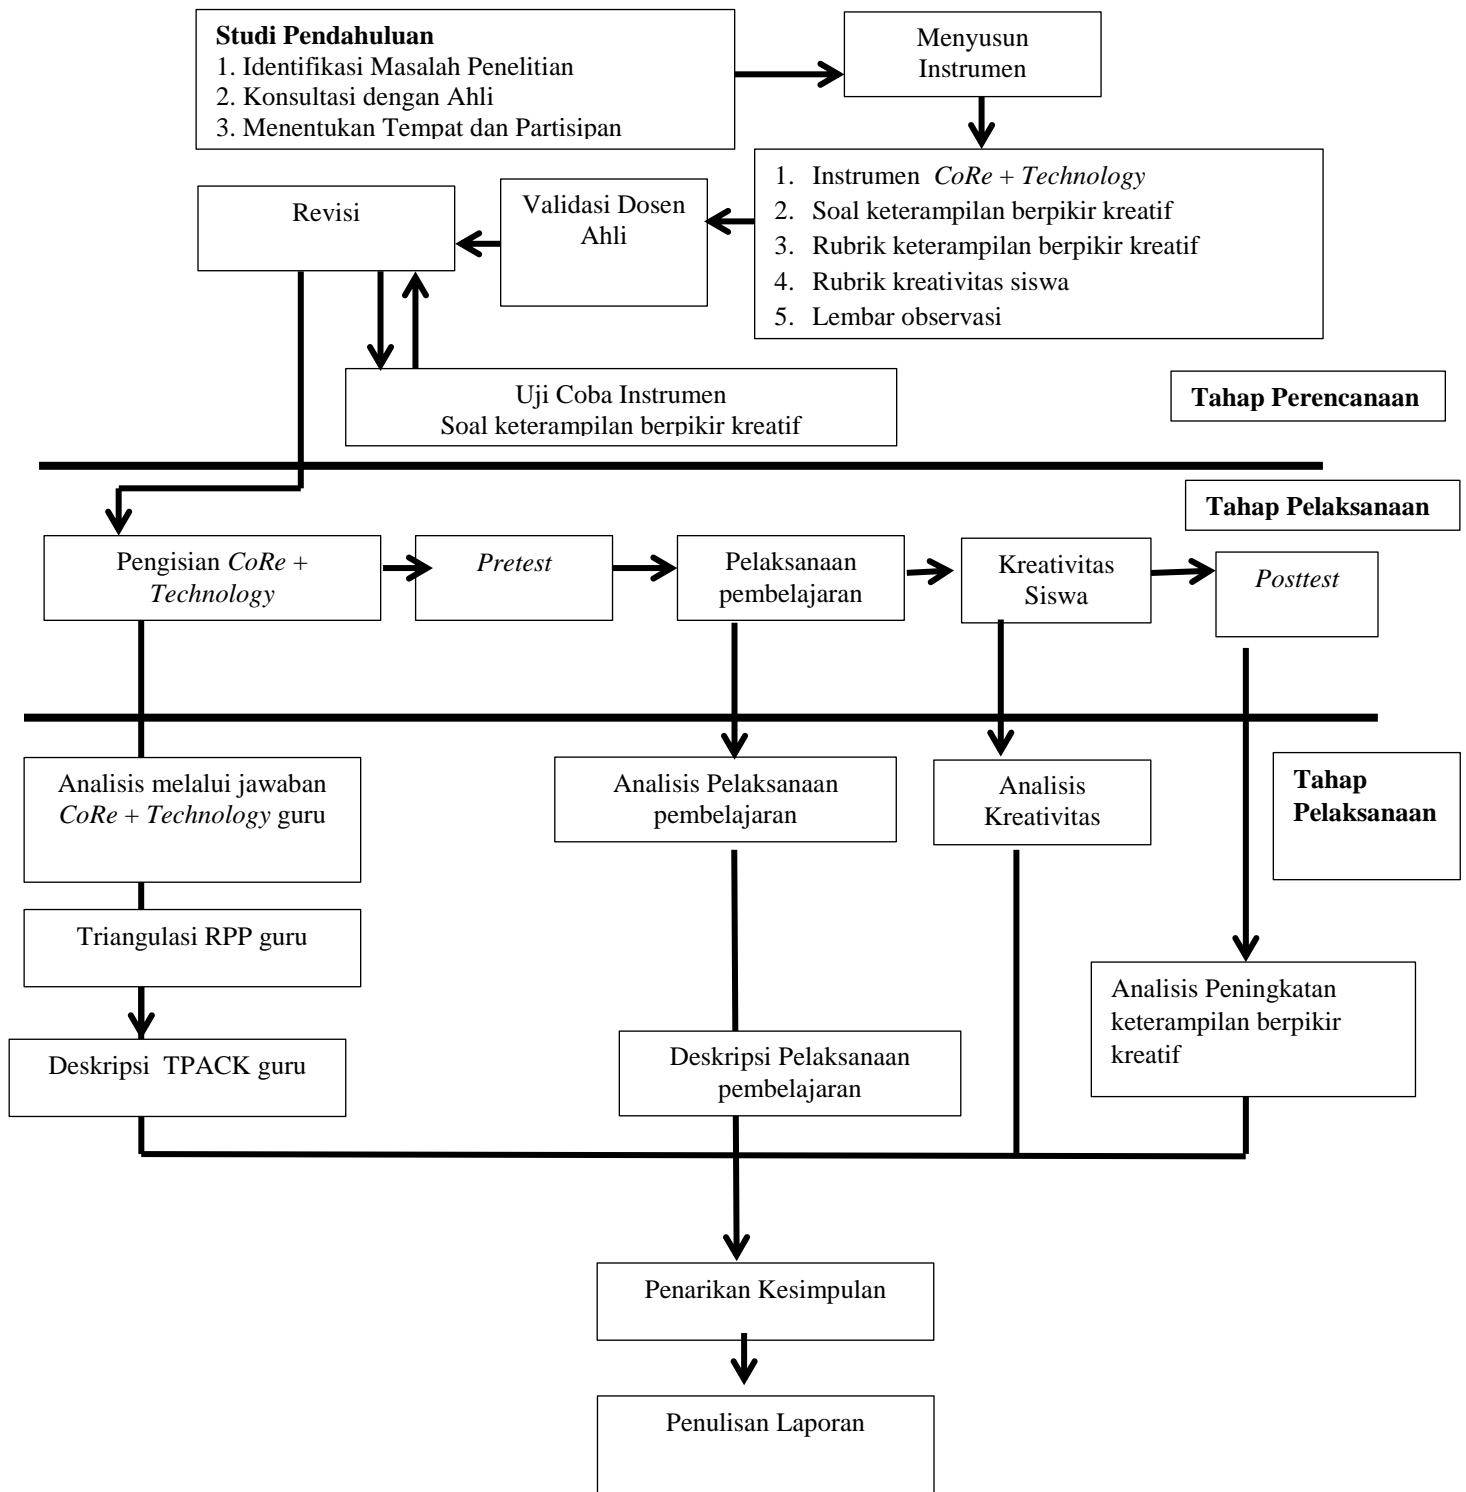 Studi Pendahuluan
1. Identifikasi Masalah Penelitian
2. Konsultasi dengan Ahli
3. Menentukan Tempat dan Partisipan
Menyusun
Instrumen
1. Instrumen CoRe + Technology
2. Soal keterampilan berpikir kreatif
3. Rubrik keterampilan berpikir kreatif
4. Rubrik kreativitas siswa
5. Lembar observasi
Validasi Dosen
Ahli
Revisi
Uji Coba Instrumen
Soal keterampilan berpikir kreatif
Tahap Perencanaan
Tahap Pelaksanaan
Pengisian CoRe +
Technology
Pretest
Pelaksanaan
pembelajaran
Kreativitas
Siswa
Posttest
Analisis melalui jawaban
CoRe + Technology guru
Analisis Pelaksanaan
pembelajaran
Analisis
Kreativitas
Tahap
Pelaksanaan
Triangulasi RPP guru
Analisis Peningkatan
keterampilan berpikir
kreatif
Deskripsi TPACK guru
Deskripsi Pelaksanaan
pembelajaran
Penarikan Kesimpulan
Penulisan Laporan